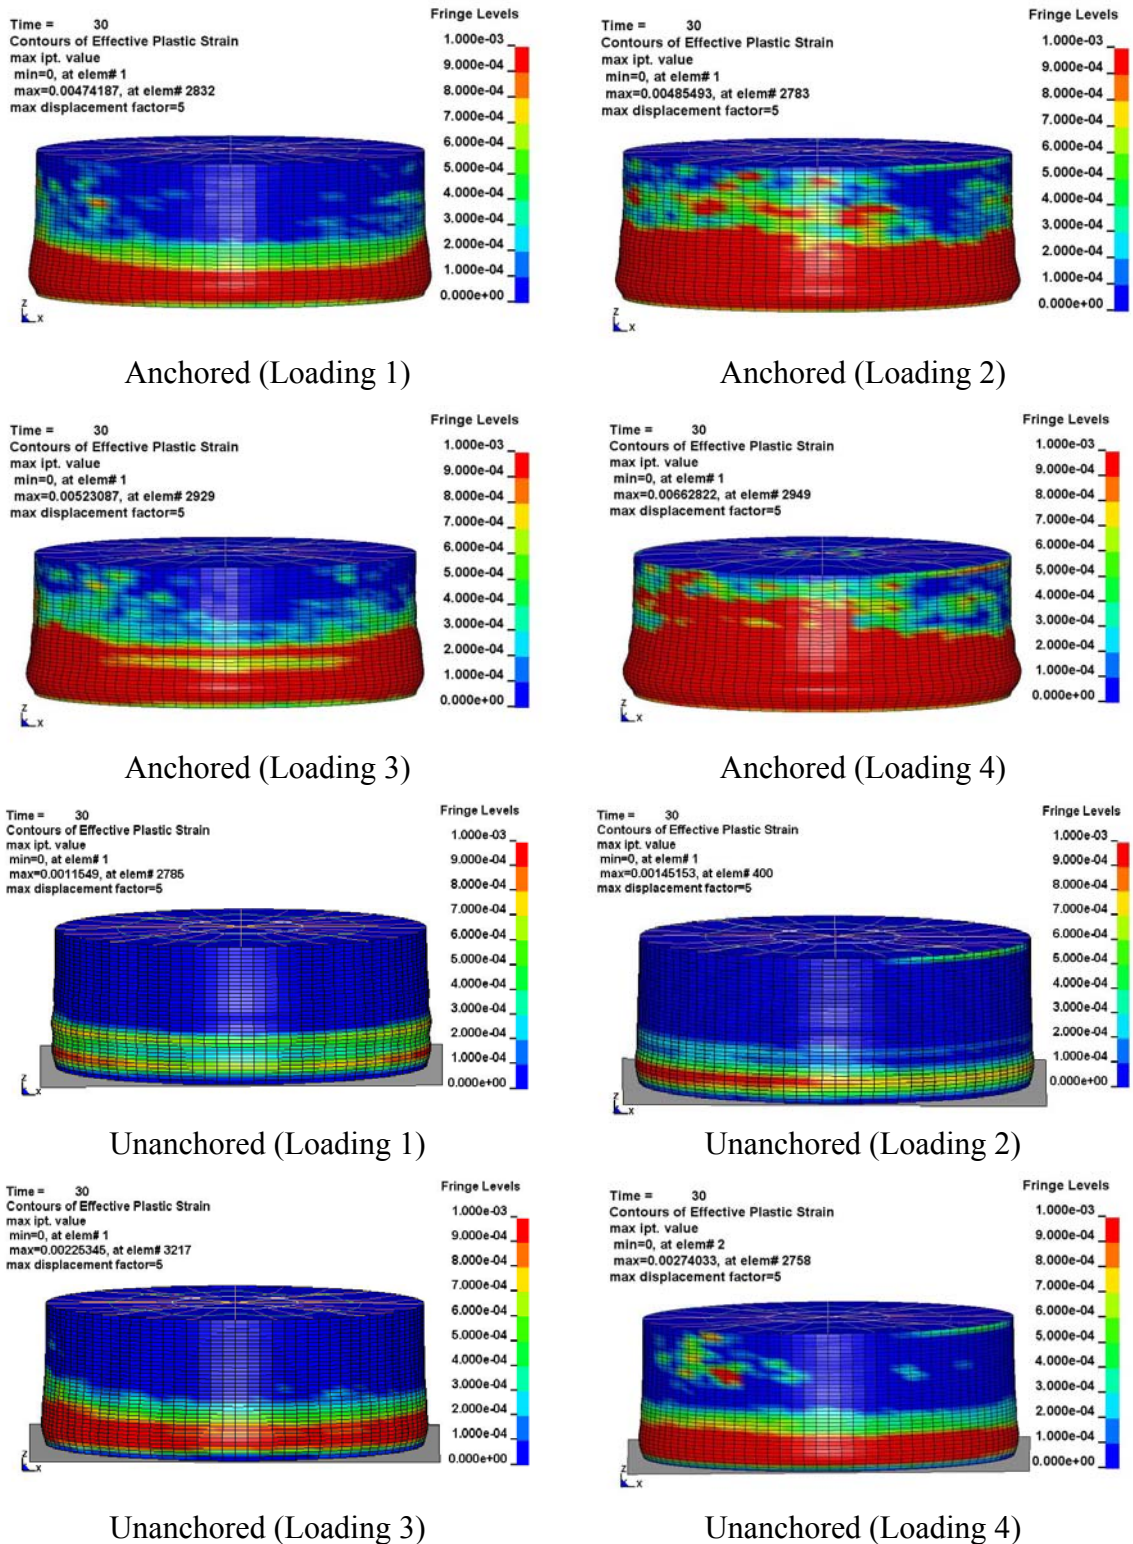 Time = 30
Contours of Effective Plastic Strain
max ipt. value
min=0, at elem# 1
max=0.00474187, at elem# 2832
max displacement factor=5
Fringe Levels
1.000e-03
9.000e-04
8.000e-04
7.000e-04
6.000e-04
5.000e-04
4.000e-04
3.000e-04
2.000e-04
1.000e-04
0.000e+00
z
x
Anchored (Loading 1)
Time = 30
Contours of Effective Plastic Strain
max ipt. value
min=0, at elem# 1
max=0.00485493, at elem# 2783
max displacement factor=5
Fringe Levels
1.000e-03
9.000e-04
8.000e-04
7.000e-04
6.000e-04
5.000e-04
4.000e-04
3.000e-04
2.000e-04
1.000e-04
0.000e+00
z
x
Anchored (Loading 2)
Time = 30
Contours of Effective Plastic Strain
max ipt. value
min=0, at elem# 1
max=0.00523087, at elem# 2929
max displacement factor=5
Fringe Levels
1.000e-03
9.000e-04
8.000e-04
7.000e-04
6.000e-04
5.000e-04
4.000e-04
3.000e-04
2.000e-04
1.000e-04
0.000e+00
z
x
Anchored (Loading 3)
Time = 30
Contours of Effective Plastic Strain
max ipt. value
min=0, at elem# 1
max=0.00662822, at elem# 2949
max displacement factor=5
Fringe Levels
1.000e-03
9.000e-04
8.000e-04
7.000e-04
6.000e-04
5.000e-04
4.000e-04
3.000e-04
2.000e-04
1.000e-04
0.000e+00
z
x
Anchored (Loading 4)
Time = 30
Contours of Effective Plastic Strain
max ipt. value
min=0, at elem# 1
max=0.0011549, at elem# 2785
max displacement factor=5
Fringe Levels
1.000e-03
9.000e-04
8.000e-04
7.000e-04
6.000e-04
5.000e-04
4.000e-04
3.000e-04
2.000e-04
1.000e-04
0.000e+00
z
x
Unanchored (Loading 1)
Time = 30
Contours of Effective Plastic Strain
max ipt. value
min=0, at elem# 1
max=0.00145153, at elem# 400
max displacement factor=5
Fringe Levels
1.000e-03
9.000e-04
8.000e-04
7.000e-04
6.000e-04
5.000e-04
4.000e-04
3.000e-04
2.000e-04
1.000e-04
0.000e+00
z
x
Unanchored (Loading 2)
Time = 30
Contours of Effective Plastic Strain
max ipt. value
min=0, at elem# 1
max=0.00225345, at elem# 3217
max displacement factor=5
Fringe Levels
1.000e-03
9.000e-04
8.000e-04
7.000e-04
6.000e-04
5.000e-04
4.000e-04
3.000e-04
2.000e-04
1.000e-04
0.000e+00
z
x
Unanchored (Loading 3)
Time = 30
Contours of Effective Plastic Strain
max ipt. value
min=0, at elem# 2
max=0.00274033, at elem# 2758
max displacement factor=5
Fringe Levels
1.000e-03
9.000e-04
8.000e-04
7.000e-04
6.000e-04
5.000e-04
4.000e-04
3.000e-04
2.000e-04
1.000e-04
0.000e+00
z
x
Unanchored (Loading 4)